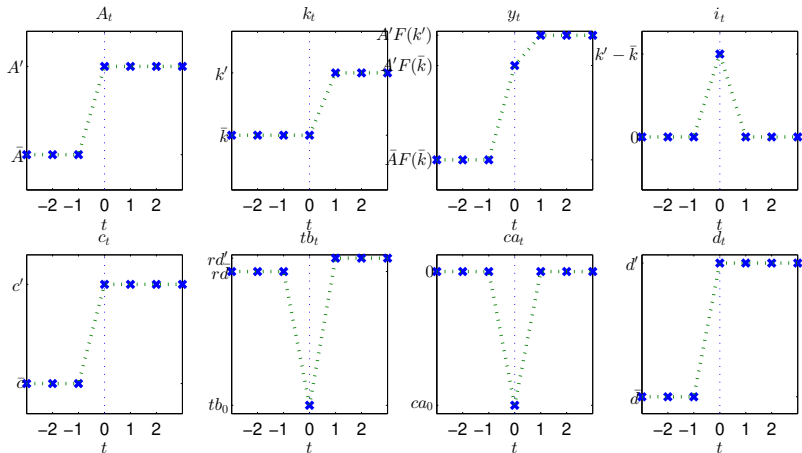 A_t
A′
Ā
−2 −1 0 1 2
t
k_t
k′
k̄
−2 −1 0 1 2
t
y_t
A′F(k′)
A′F(k̄)
ĀF(k̄)
−2 −1 0 1 2
t
i_t
k′ − k̄
0
−2 −1 0 1 2
t
c_t
c′
c̄
−2 −1 0 1 2
t
tb_t
rd′
rd̄
tb₀
−2 −1 0 1 2
t
ca_t
0
ca₀
−2 −1 0 1 2
t
d_t
d′
d̄
−2 −1 0 1 2
t